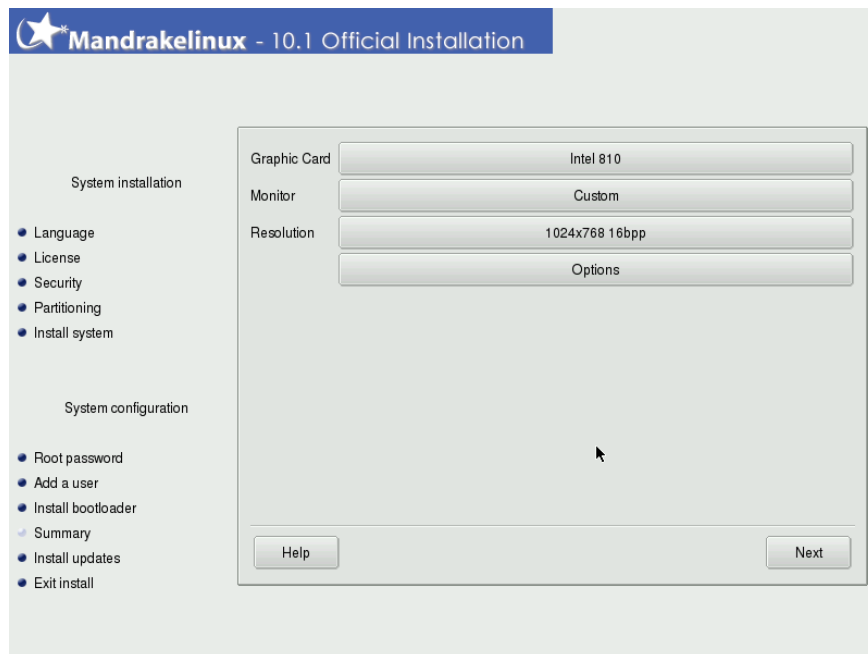 Mandrakelinux - 10.1 Official Installation
System installation
Language
License
Security
Partitioning
Install system
System configuration
Root password
Add a user
Install bootloader
Summary
Install updates
Exit install
Graphic Card Intel 810
Monitor Custom
Resolution 1024x768 16bpp
Options
Help Next